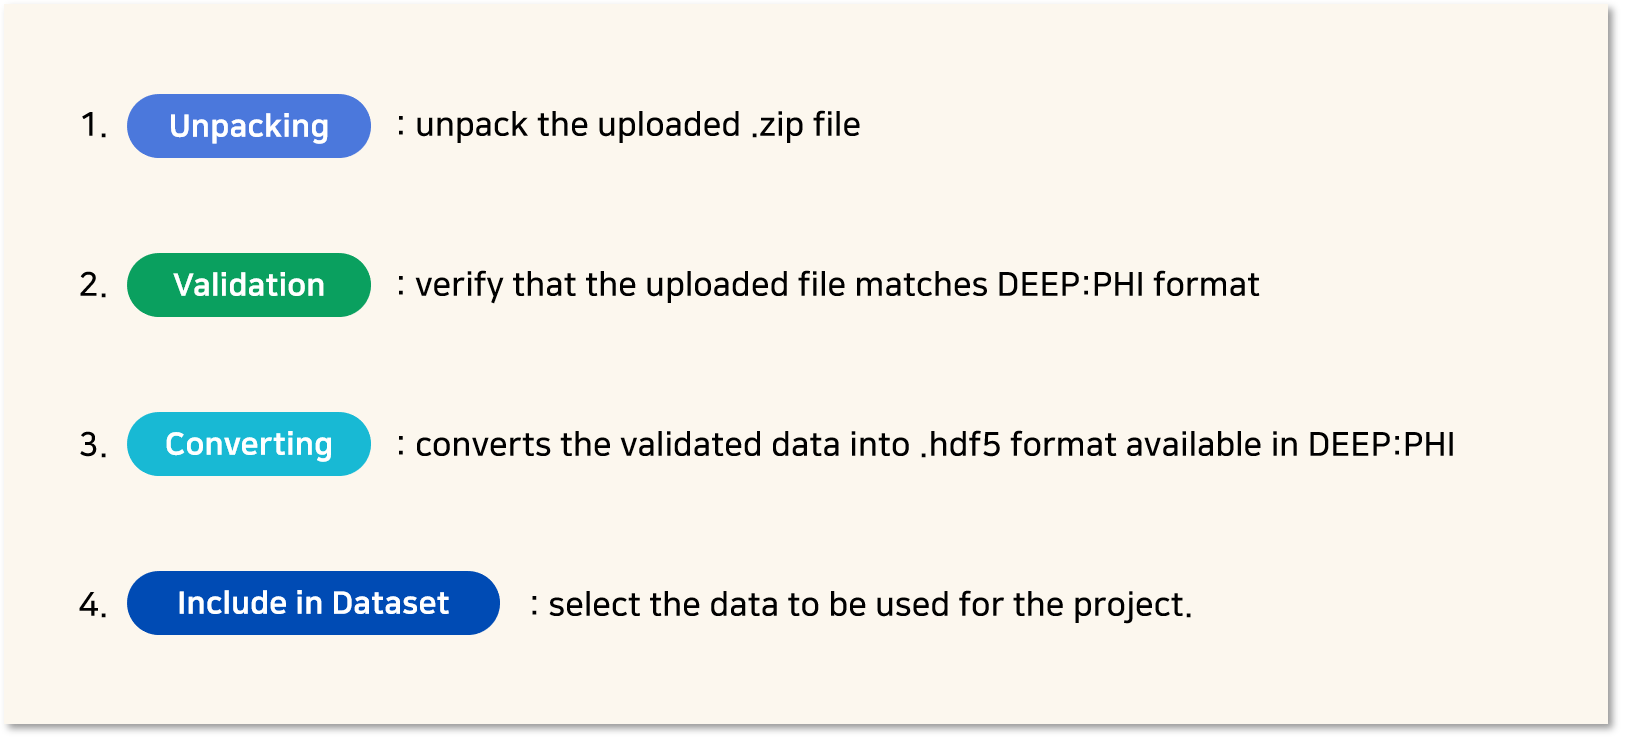 1. Unpacking : unpack the uploaded .zip file
2. Validation : verify that the uploaded file matches DEEP:PHI format
3. Converting : converts the validated data into .hdf5 format available in DEEP:PHI
4. Include in Dataset : select the data to be used for the project.